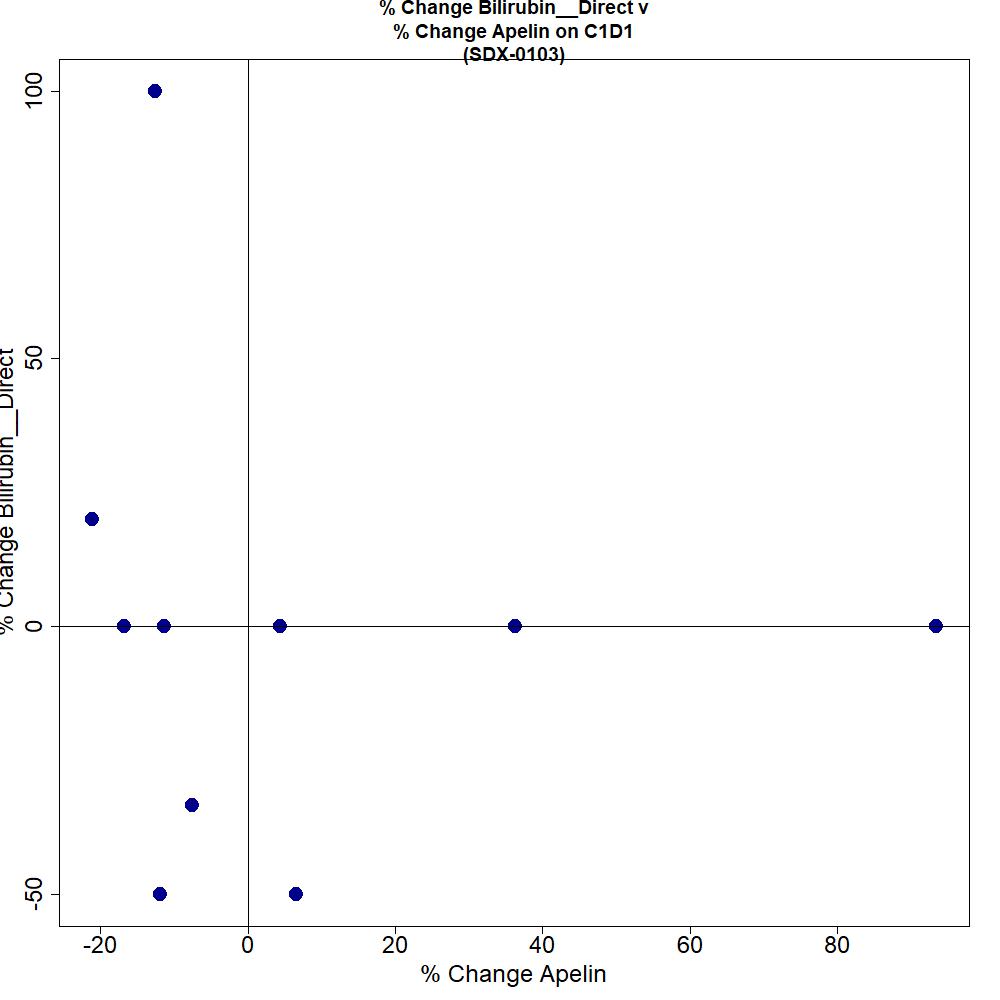 % Change Bilirubin__Direct v
% Change Apelin on C1D1
(SDX-0103)
% Change Bilirubin__Direct
100
50
0
-50
-20 0 20 40 60 80
% Change Apelin